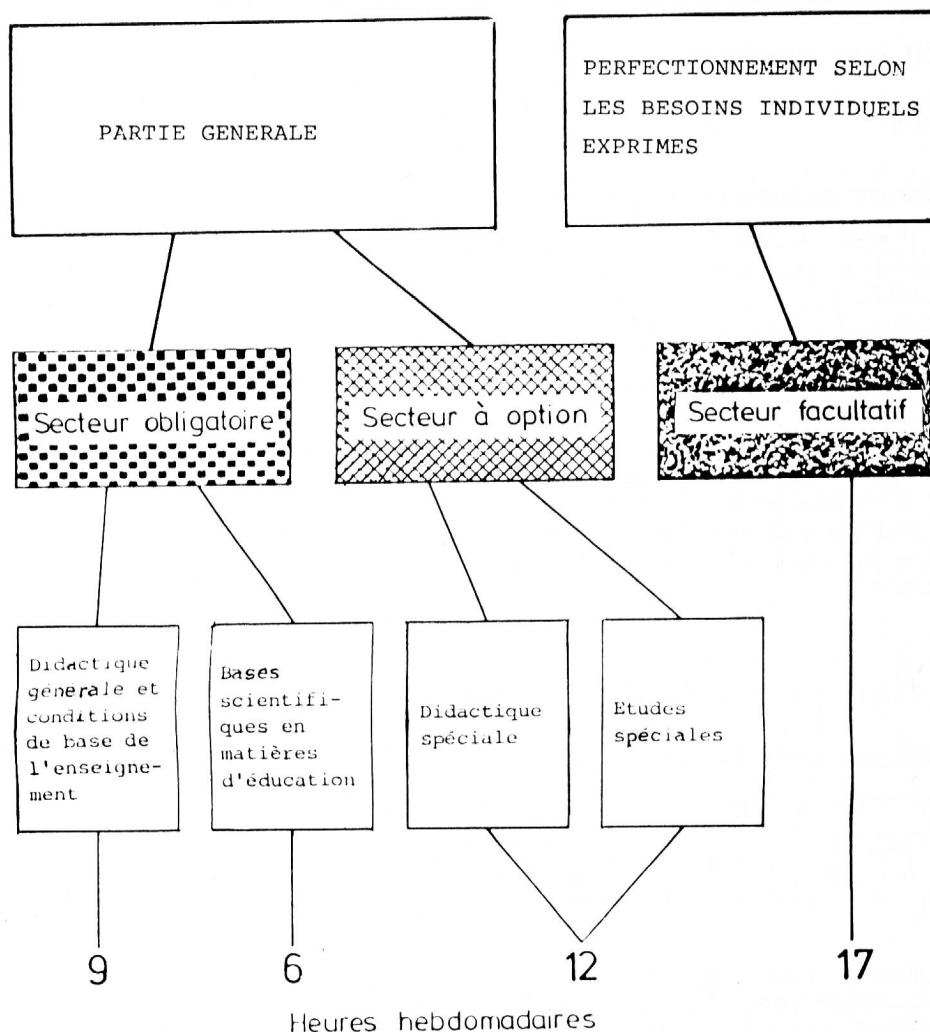 PARTIE GENERALE
PERFECTIONNEMENT SELON
LES BESOINS INDIVIDUELS
EXPRIMES
Secteur obligatoire
Secteur à option
Secteur facultatif
Didactique
générale et
conditions
de base de
l'enseigne-
ment
Bases
scientifi-
ques en
matières
d'éducation
Didactique
spéciale
Etudes
spéciales
9
6
12
17
Heures hebdomadaires